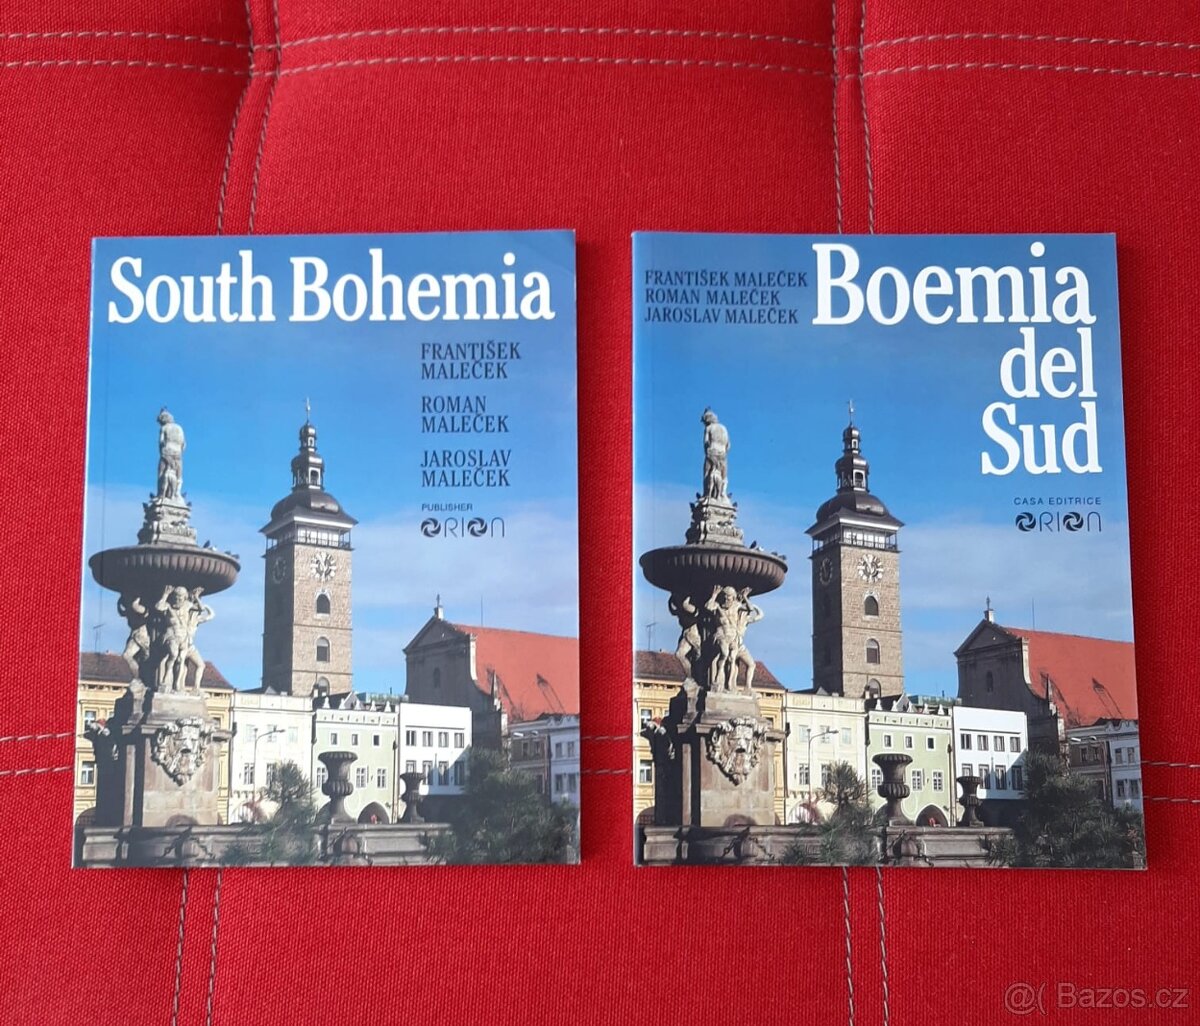 South Bohemia
FRANTIŠEK
MALEČEK
ROMAN
MALEČEK
JAROSLAV
MALEČEK
PUBLISHER
ORION
FRANTIŠEK MALEČEK
ROMAN MALEČEK
JAROSLAV MALEČEK
Boemia
del
Sud
CASA EDITRICE
ORION
@( Bazos.cz